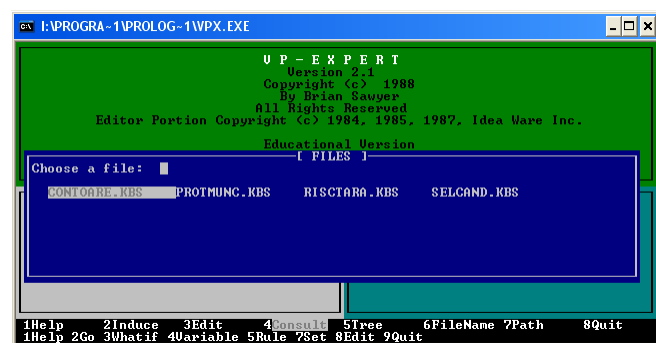 I:\PROGRA~1\PROLOG~1\VPX.EXE
V P - E X P E R T
Version 2.1
Copyright (c) 1988
By Brian Sawyer
All Rights Reserved
Editor Portion Copyright (c) 1984, 1985, 1987, Idea Ware Inc.
Educational Version
[ FILES ]
Choose a file:
CONTOARE.KBS PROTMUNC.KBS RISCTARA.KBS SELCAND.KBS
1Help 2Induce 3Edit 4Consult 5Tree 6FileName 7Path 8Quit
1Help 2Go 3Whatif 4Variable 5Rule 7Set 8Edit 9Quit